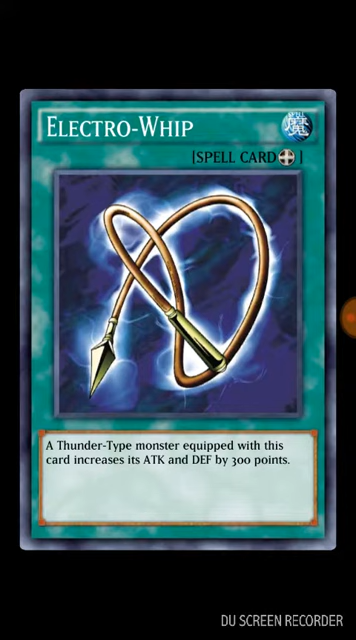 Electro-Whip
魔
[SPELL CARD ]
A Thunder-Type monster equipped with this
card increases its ATK and DEF by 300 points.
DU SCREEN RECORDER